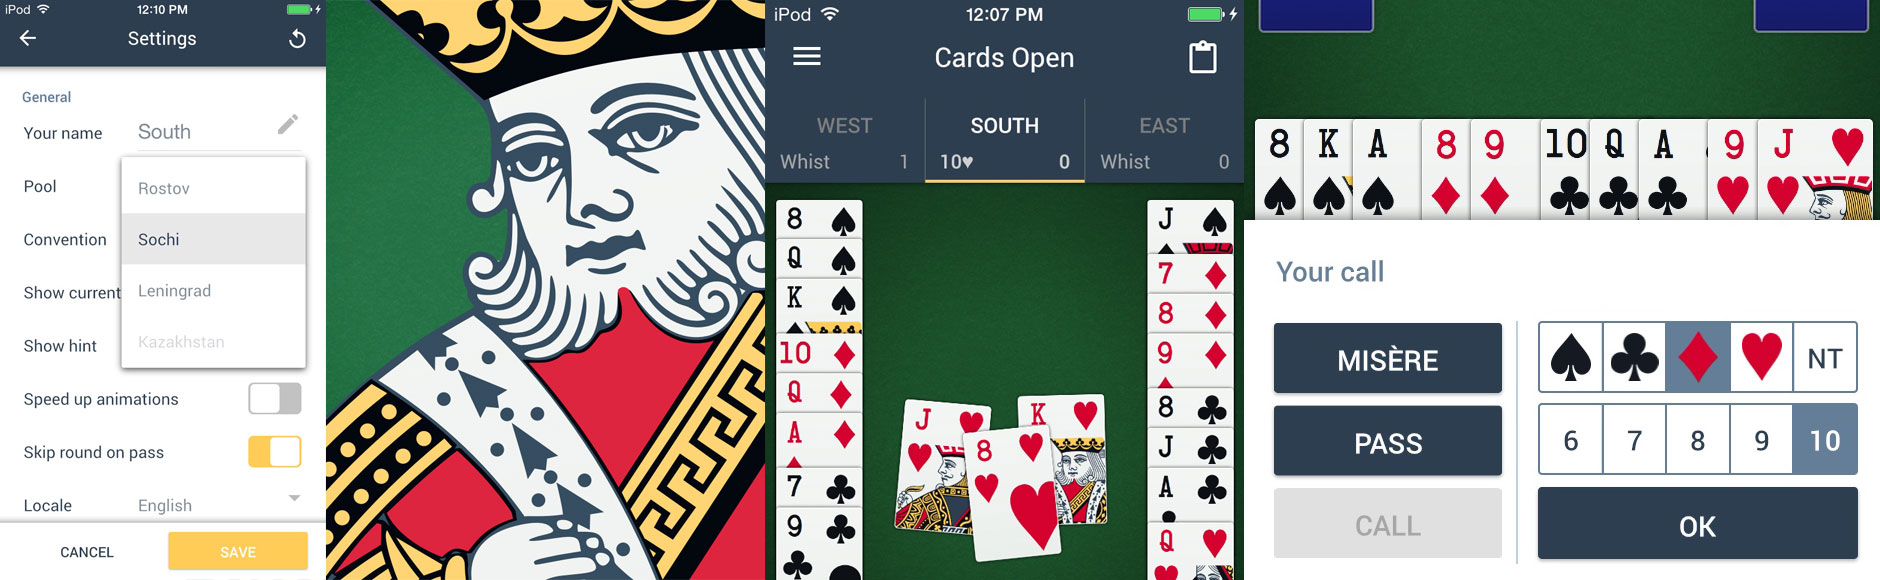 iPod 12:10 PM
Settings
General
Your name South
Pool
Rostov
Convention
Sochi
Show current
Leningrad
Show hint
Kazakhstan
Speed up animations
Skip round on pass
Locale English
CANCEL SAVE
iPod 12:07 PM
Cards Open
WEST SOUTH EAST
Whist 1 10♥ 0 Whist 0
8
Q
K
10
Q
A
7
9
J
8
K
J
7
8
9
8
J
A
Q
8 K A 8 9 10 Q A 9 J
Your call
MISÈRE
PASS
CALL
NT
6 7 8 9 10
OK